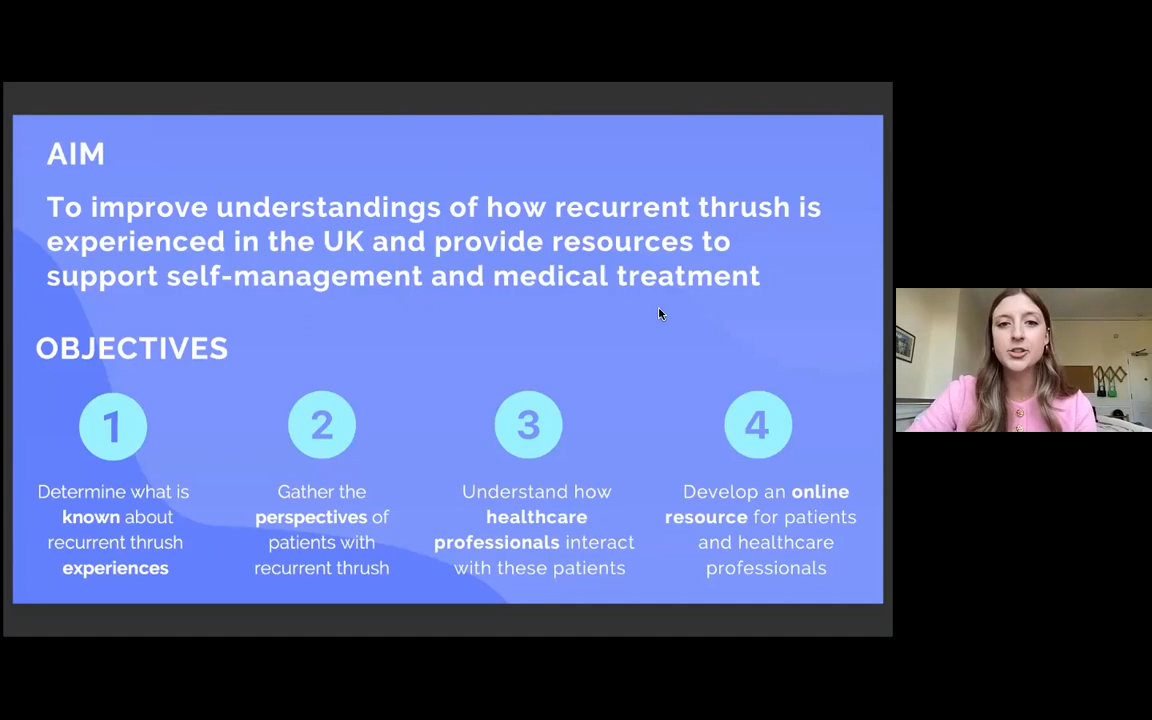 AIM
To improve understandings of how recurrent thrush is
experienced in the UK and provide resources to
support self-management and medical treatment
OBJECTIVES
1
Determine what is
known about
recurrent thrush
experiences
2
Gather the
perspectives of
patients with
recurrent thrush
3
Understand how
healthcare
professionals interact
with these patients
4
Develop an online
resource for patients
and healthcare
professionals